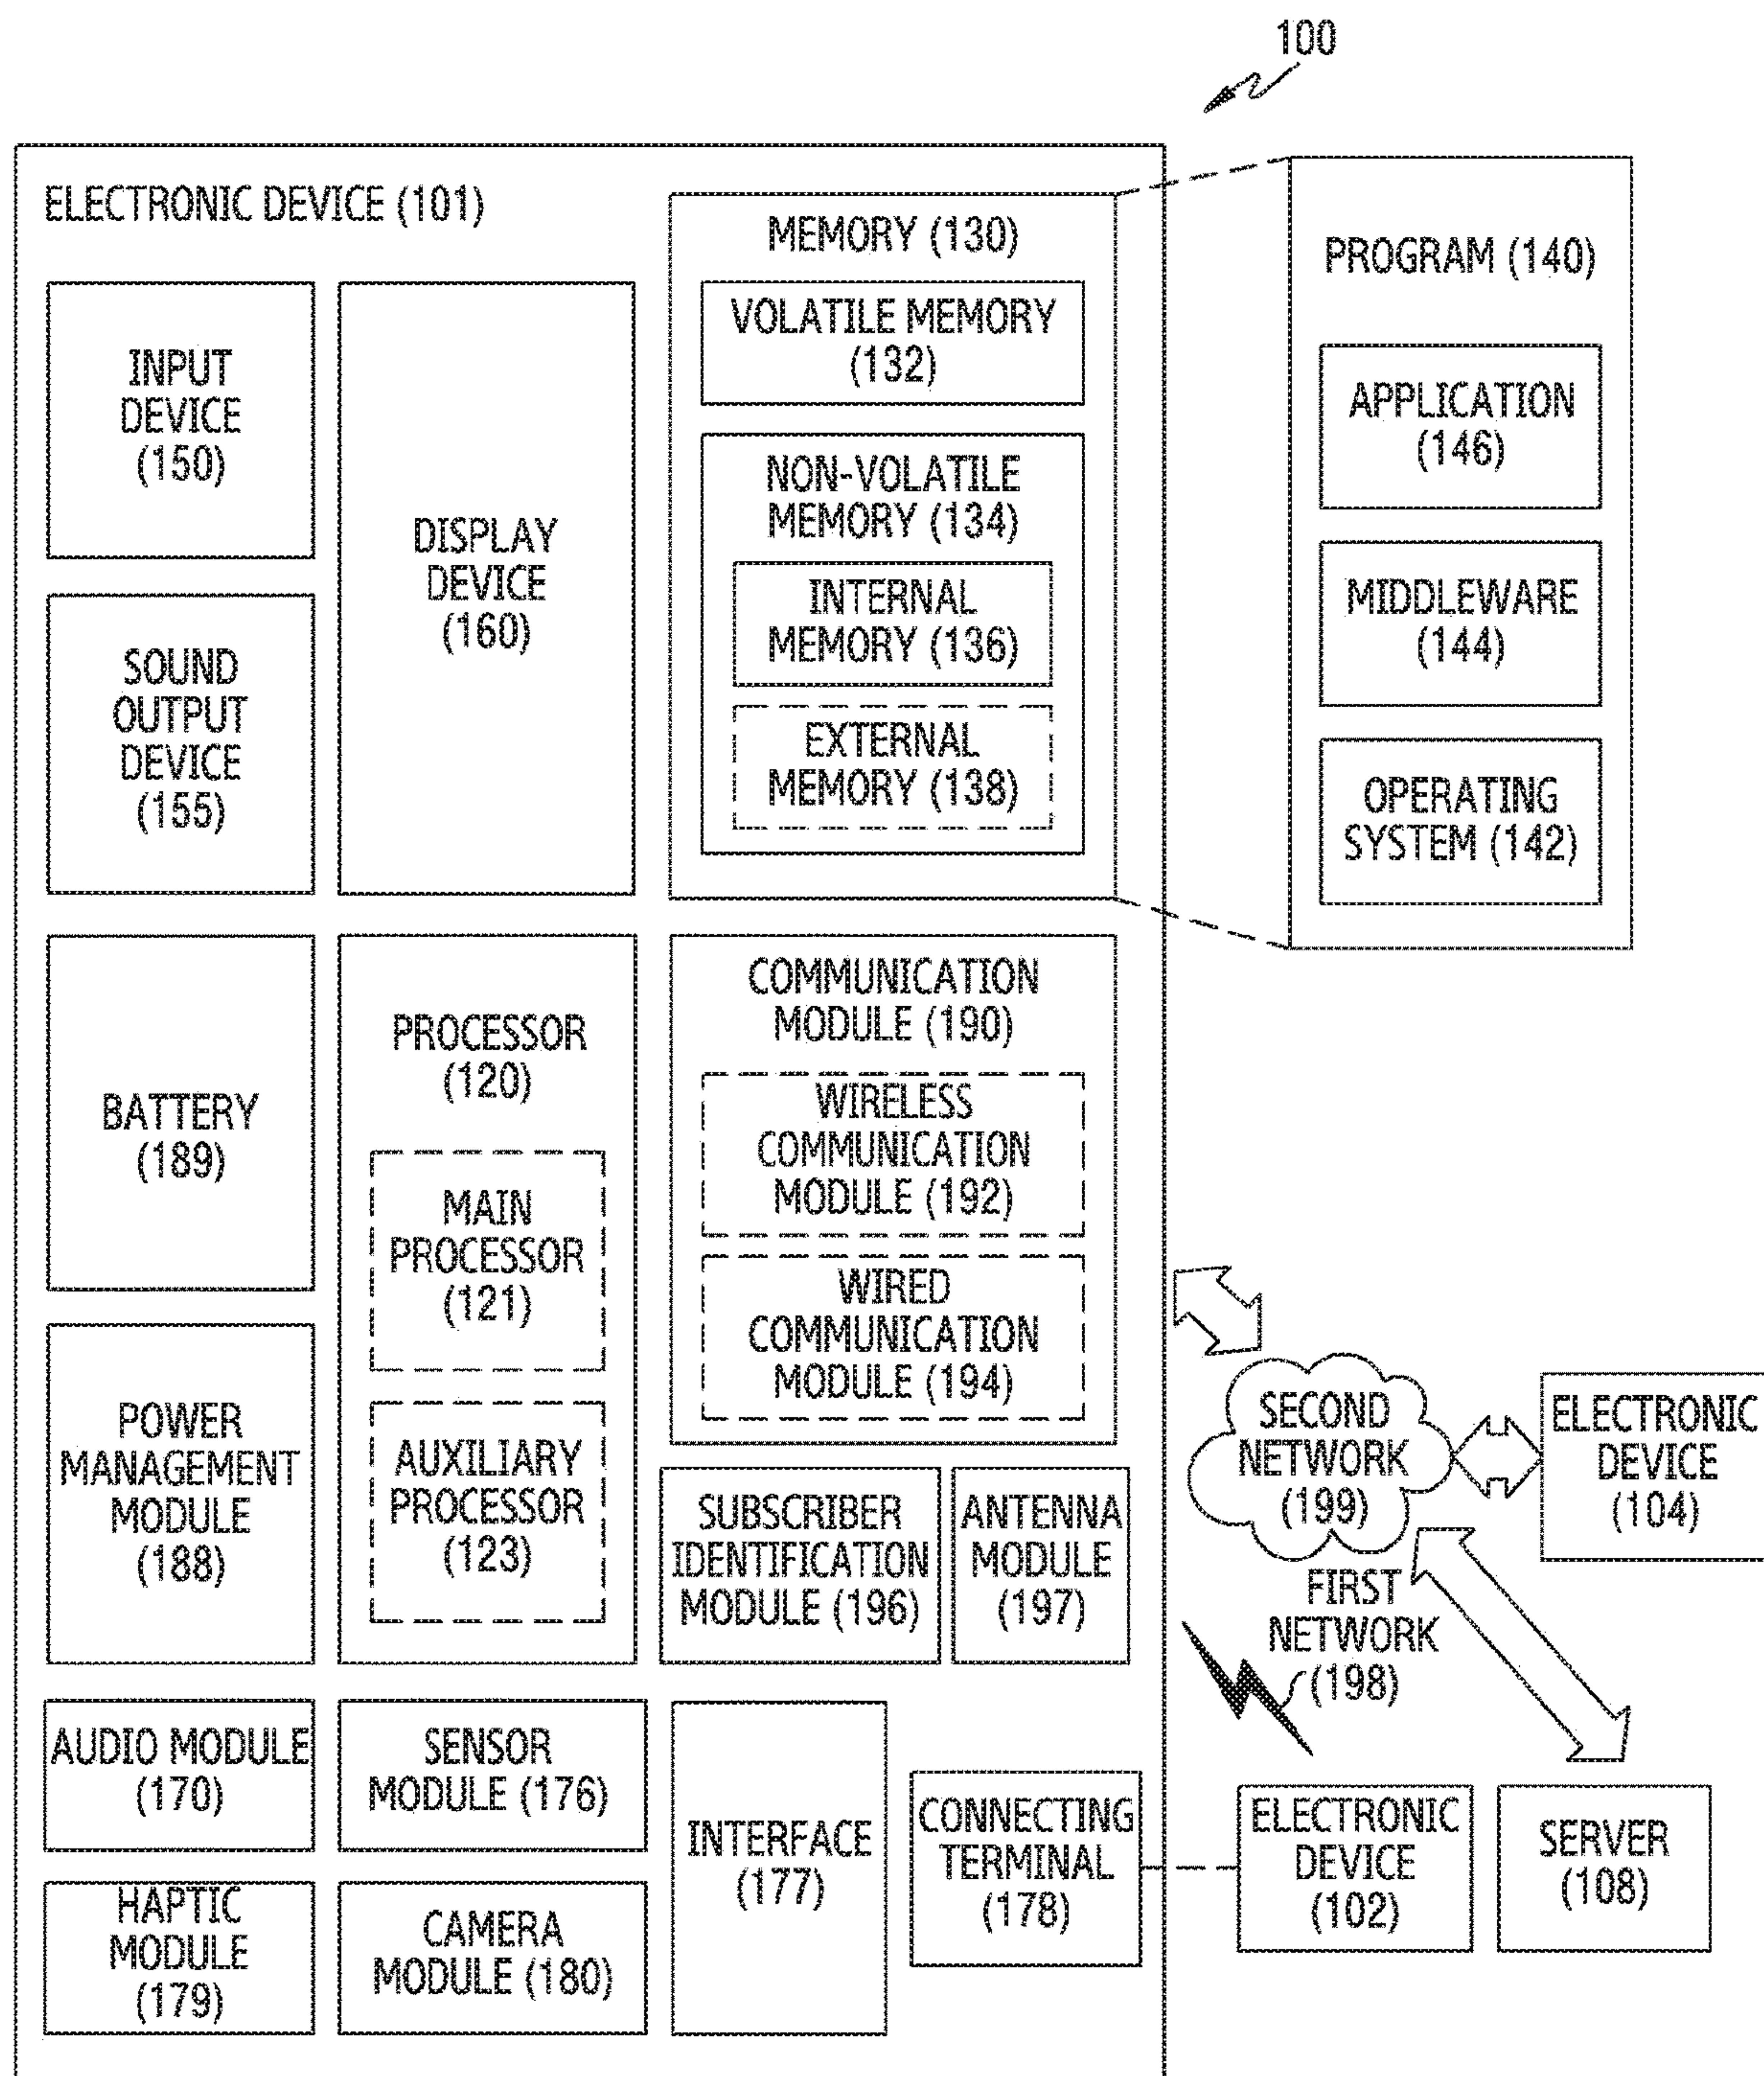 100
ELECTRONIC DEVICE (101)
INPUT
DEVICE
(150)
SOUND
OUTPUT
DEVICE
(155)
DISPLAY
DEVICE
(160)
MEMORY (130)
VOLATILE MEMORY
(132)
NON-VOLATILE
MEMORY (134)
INTERNAL
MEMORY (136)
EXTERNAL
MEMORY (138)
PROGRAM (140)
APPLICATION
(146)
MIDDLEWARE
(144)
OPERATING
SYSTEM (142)
BATTERY
(189)
POWER
MANAGEMENT
MODULE
(188)
PROCESSOR
(120)
MAIN
PROCESSOR
(121)
AUXILIARY
PROCESSOR
(123)
COMMUNICATION
MODULE (190)
WIRELESS
COMMUNICATION
MODULE (192)
WIRED
COMMUNICATION
MODULE (194)
SUBSCRIBER
IDENTIFICATION
MODULE (196)
ANTENNA
MODULE
(197)
SECOND
NETWORK
(199)
ELECTRONIC
DEVICE
(104)
FIRST
NETWORK
(198)
AUDIO MODULE
(170)
SENSOR
MODULE (176)
HAPTIC
MODULE
(179)
CAMERA
MODULE (180)
INTERFACE
(177)
CONNECTING
TERMINAL
(178)
ELECTRONIC
DEVICE
(102)
SERVER
(108)